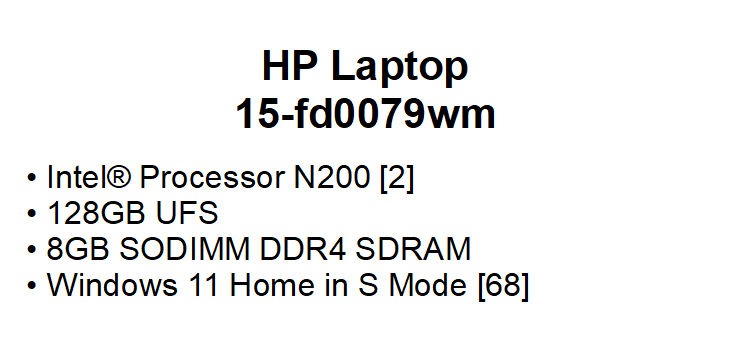 HP Laptop
15-fd0079wm
• Intel® Processor N200 [2]
• 128GB UFS
• 8GB SODIMM DDR4 SDRAM
• Windows 11 Home in S Mode [68]